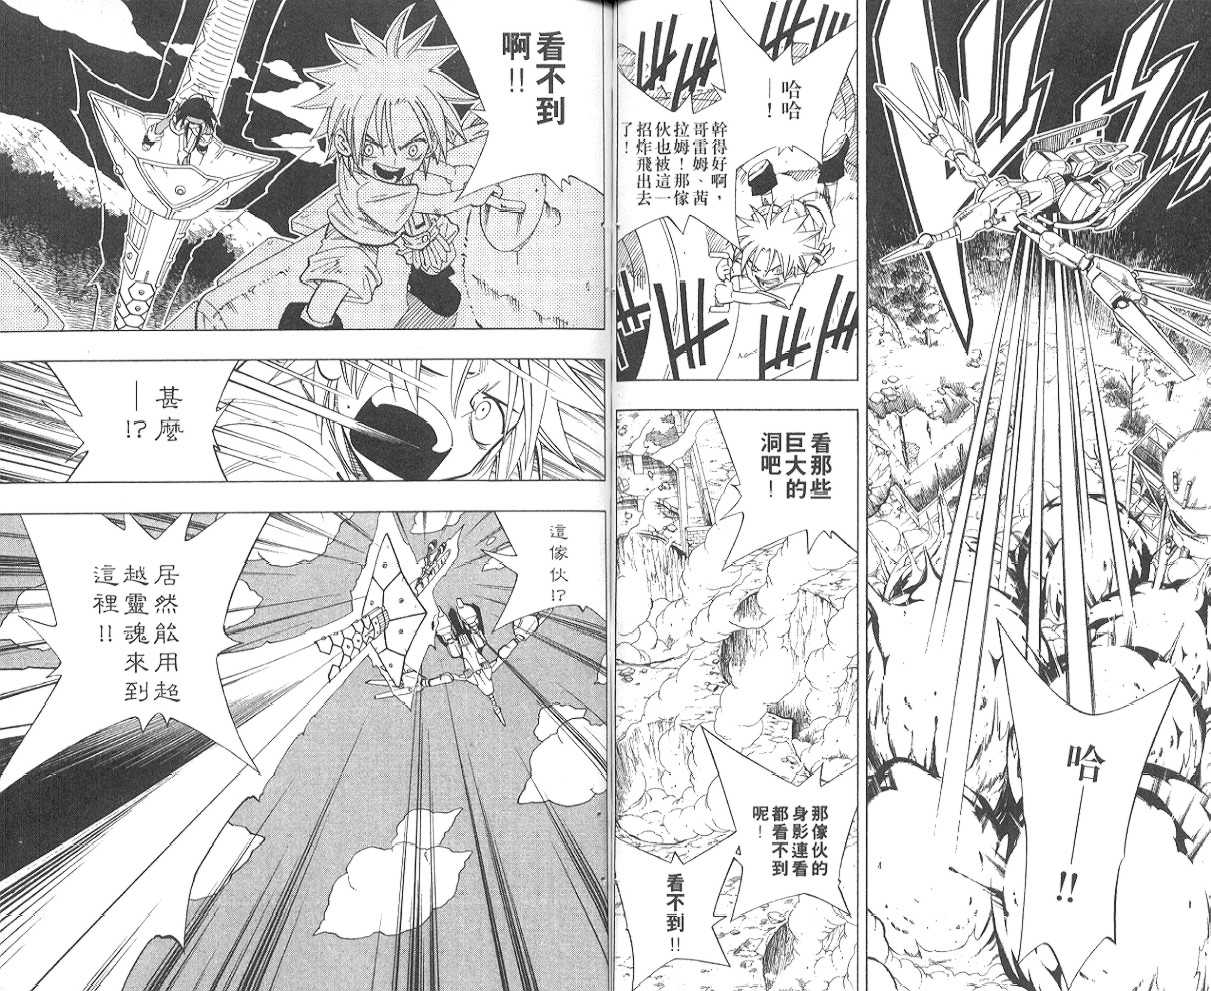 哈
—!!
哈哈
—!
幹得好啊，
哥雷姆、茜
拉姆！那傢
伙也被這一
招炸飛出去
了！
看那些
巨大的
洞吧！
那傢伙的
身影連看
都看不到
呢！
看不到!!
看不到
啊!!
甚麼
—!?
這傢伙!?
居然能用超
越靈魂來到
這裡!!